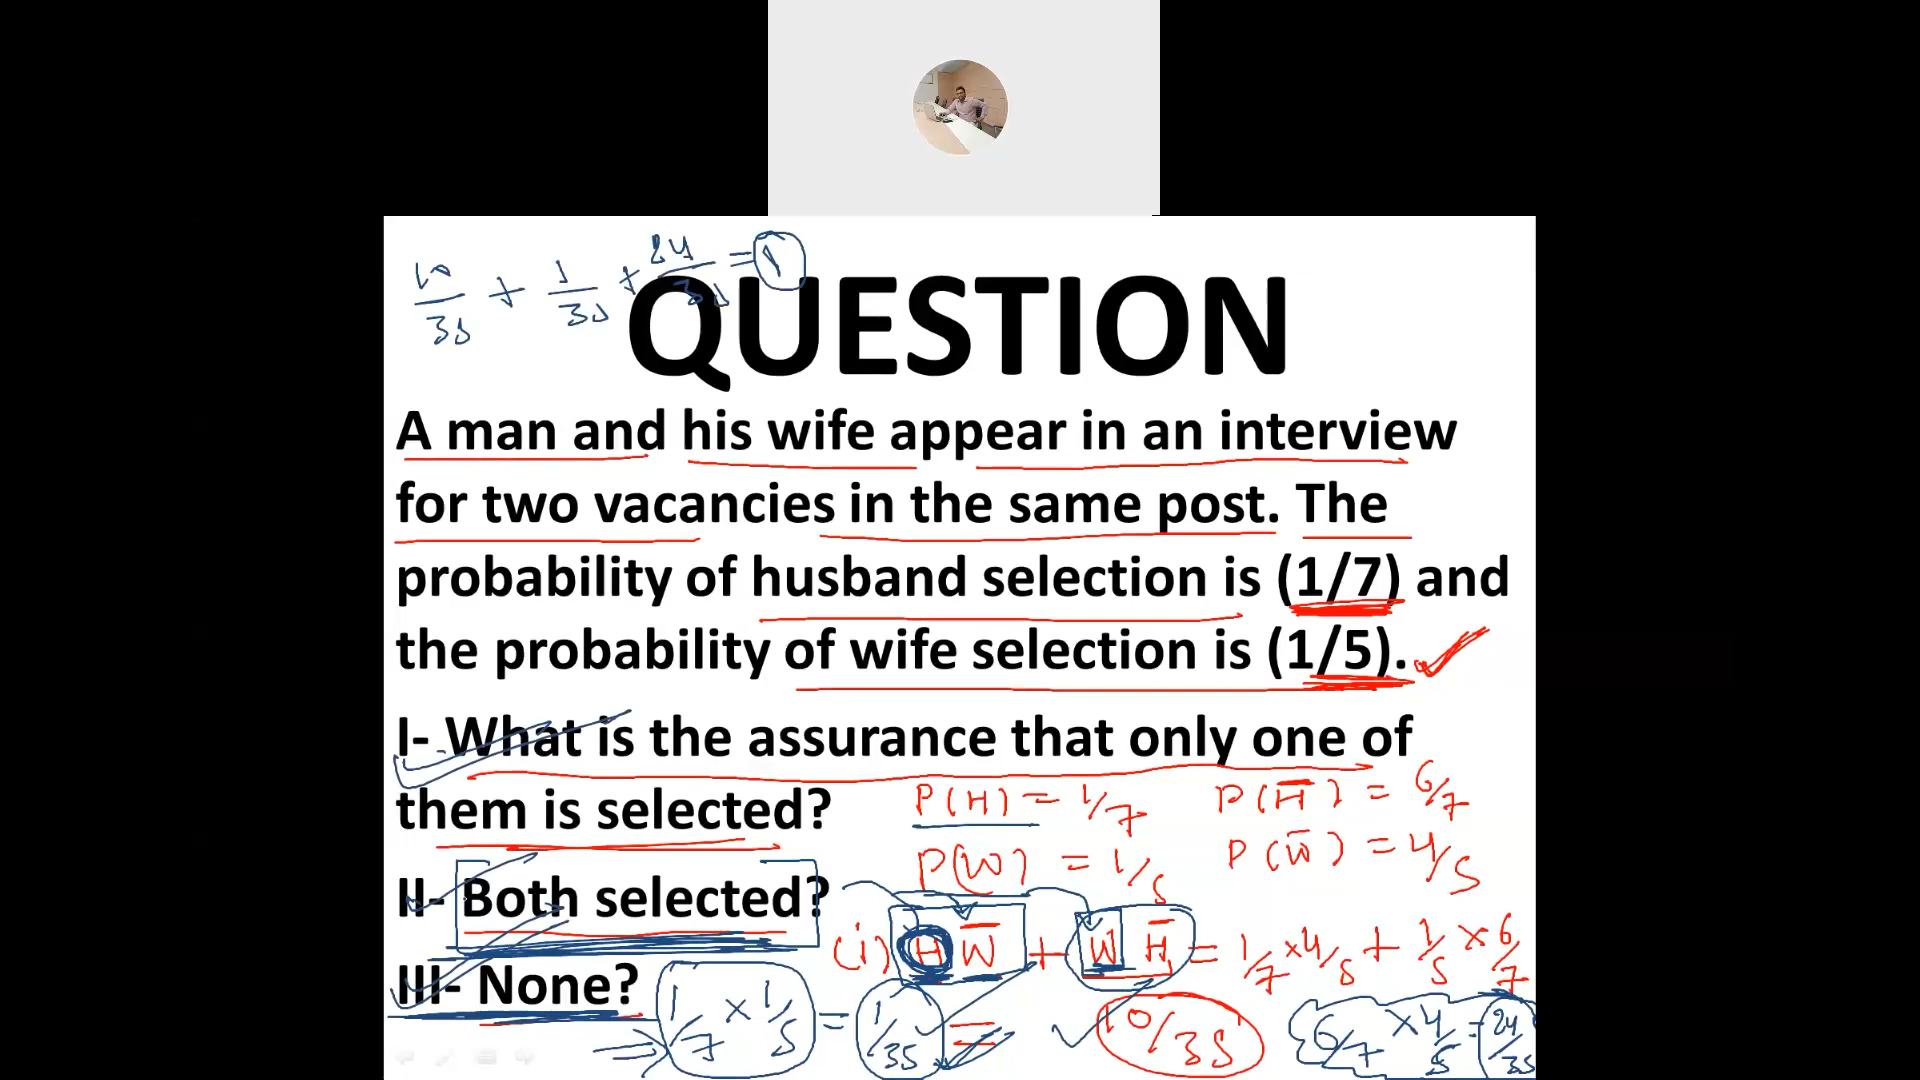 10/35 + 1/35 + 24/35 = 1
QUESTION
A man and his wife appear in an interview
for two vacancies in the same post. The
probability of husband selection is (1/7) and
the probability of wife selection is (1/5).
I- What is the assurance that only one of
them is selected?
P(H) = 1/7 P(H̅) = 6/7
P(W) = 1/5 P(W̅) = 4/5
II- Both selected?
(i) H W̅ + W H̅ = 1/7 × 4/5 + 1/5 × 6/7
III- None?
⇒ 1/7 × 1/5 = 1/35 = 10/35 6/7 × 4/5 = 24/35